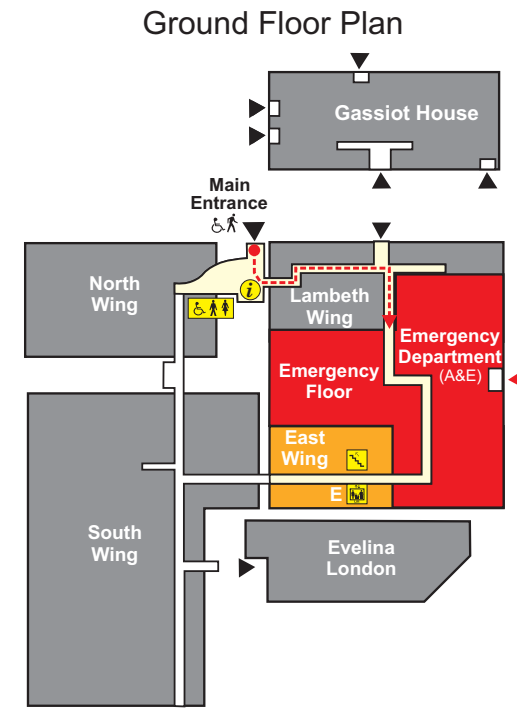 Ground Floor Plan
Gassiot House
Main
Entrance
North
Wing
i
Lambeth
Wing
Emergency
Department
(A&E)
Emergency
Floor
East
Wing
E
South
Wing
Evelina
London